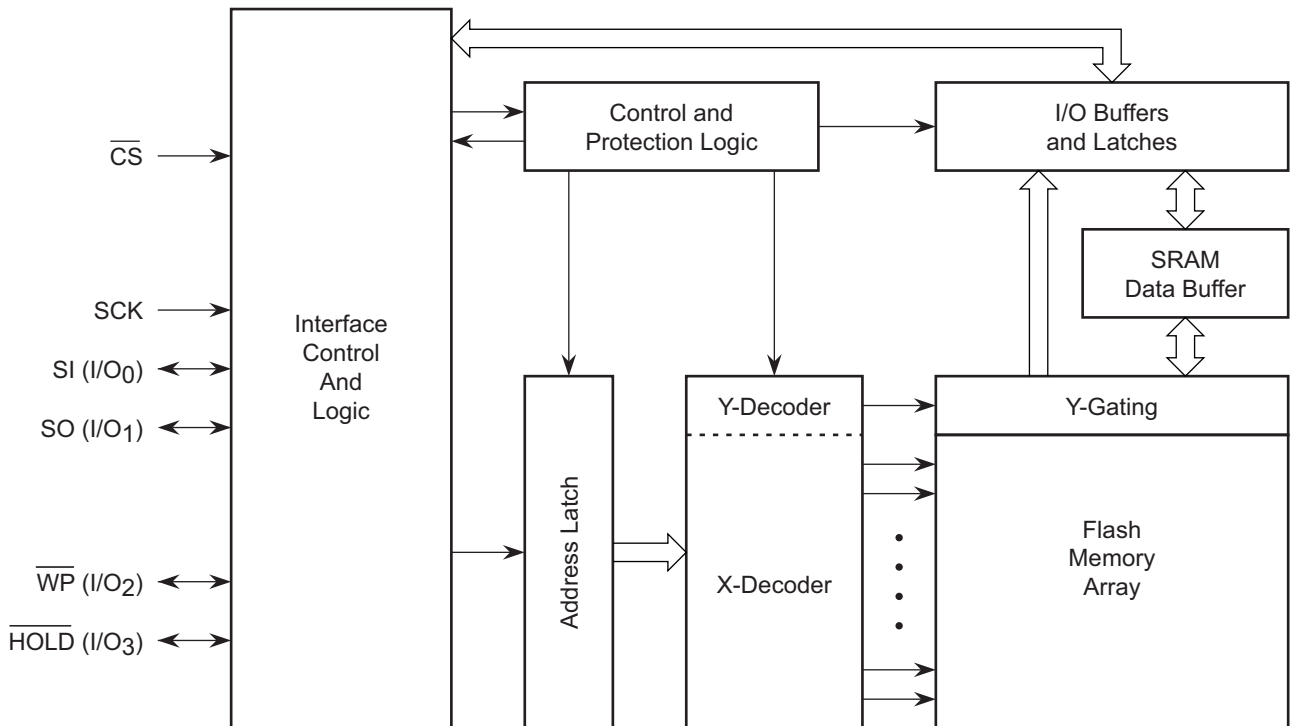 CS
SCK
SI (I/O0)
SO (I/O1)
WP (I/O2)
HOLD (I/O3)
Interface
Control
And
Logic
Control and
Protection Logic
I/O Buffers
and Latches
SRAM
Data Buffer
Address Latch
Y-Decoder
X-Decoder
Y-Gating
Flash
Memory
Array